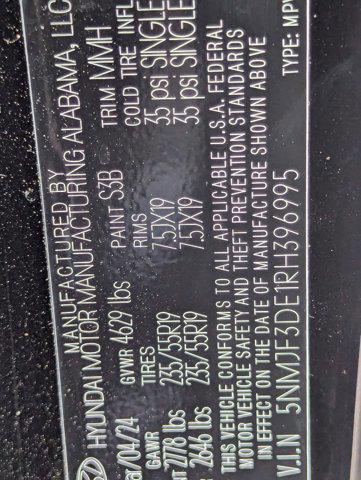 MANUFACTURED BY
HYUNDAI MOTOR MANUFACTURING ALABAMA, LLC
/04/24 GWVR 4629 lbs PAINT S3B TRIM MMH
GAWR TIRES RIMS COLD TIRE INFL
2778 lbs 235/55R19 7.5JX19 35 psi SINGLE
2646 lbs 235/55R19 7.5JX19 35 psi SINGLE
THIS VEHICLE CONFORMS TO ALL APPLICABLE U.S.A. FEDERAL
MOTOR VEHICLE SAFETY AND THEFT PREVENTION STANDARDS
IN EFFECT ON THE DATE OF MANUFACTURE SHOWN ABOVE
V.I.N 5NMJF3DE1RH396995 TYPE: MPV